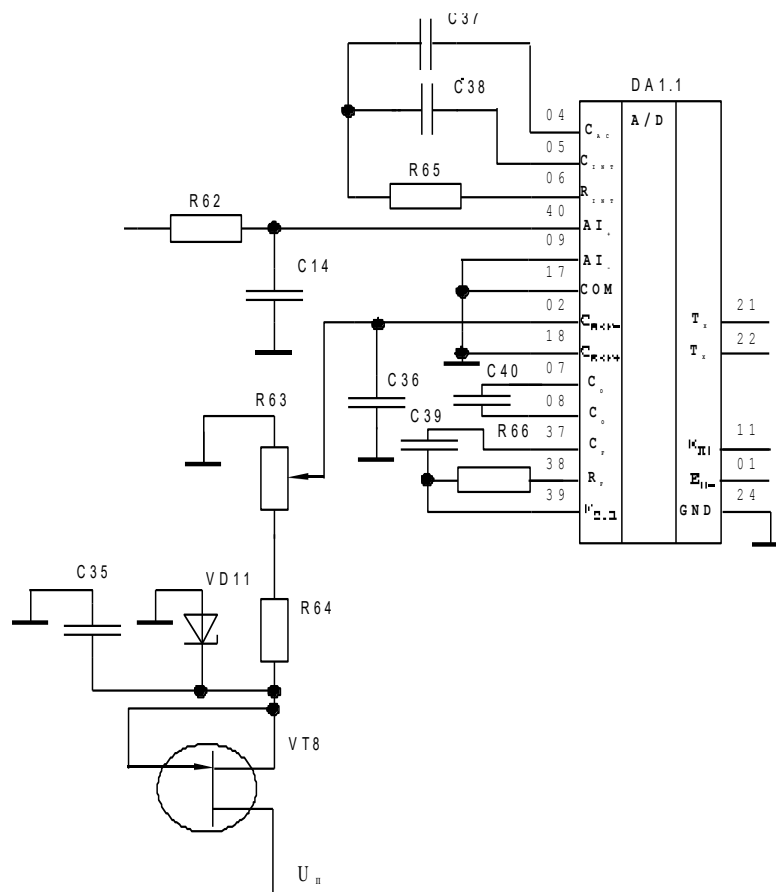 C37
C38
DA1.1
04
C
A/D
05
C
R65
06
R
R62
40
AI
09
AI
C14
17
COM
02
21
T
18
22
T
C36
C40
07
C
R63
C39
08
C
R66
37
C
11
38
R
01
E
39
24
GND
C35
VD11
R64
VT8
U